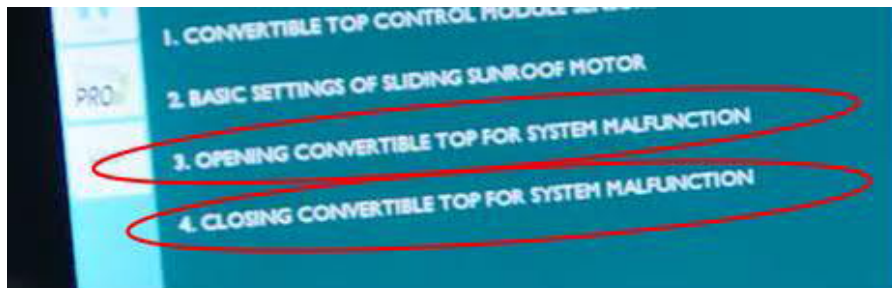 1. CONVERTIBLE TOP CONTROL MODULE
PRO
2. BASIC SETTINGS OF SLIDING SUNROOF MOTOR
3. OPENING CONVERTIBLE TOP FOR SYSTEM MALFUNCTION
4. CLOSING CONVERTIBLE TOP FOR SYSTEM MALFUNCTION